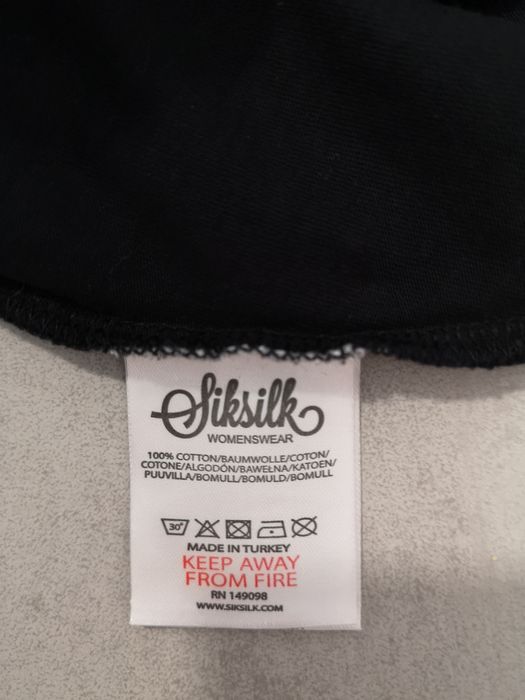 Siksilk
WOMENSWEAR
100% COTTON/BAUMWOLLE/COTON/
COTONE/ALGODÓN/BAWEŁNA/KATOEN/
PUUVILLA/BOMULL/BOMULD/BOMULL
30°
MADE IN TURKEY
KEEP AWAY
FROM FIRE
RN 149098
WWW.SIKSILK.COM